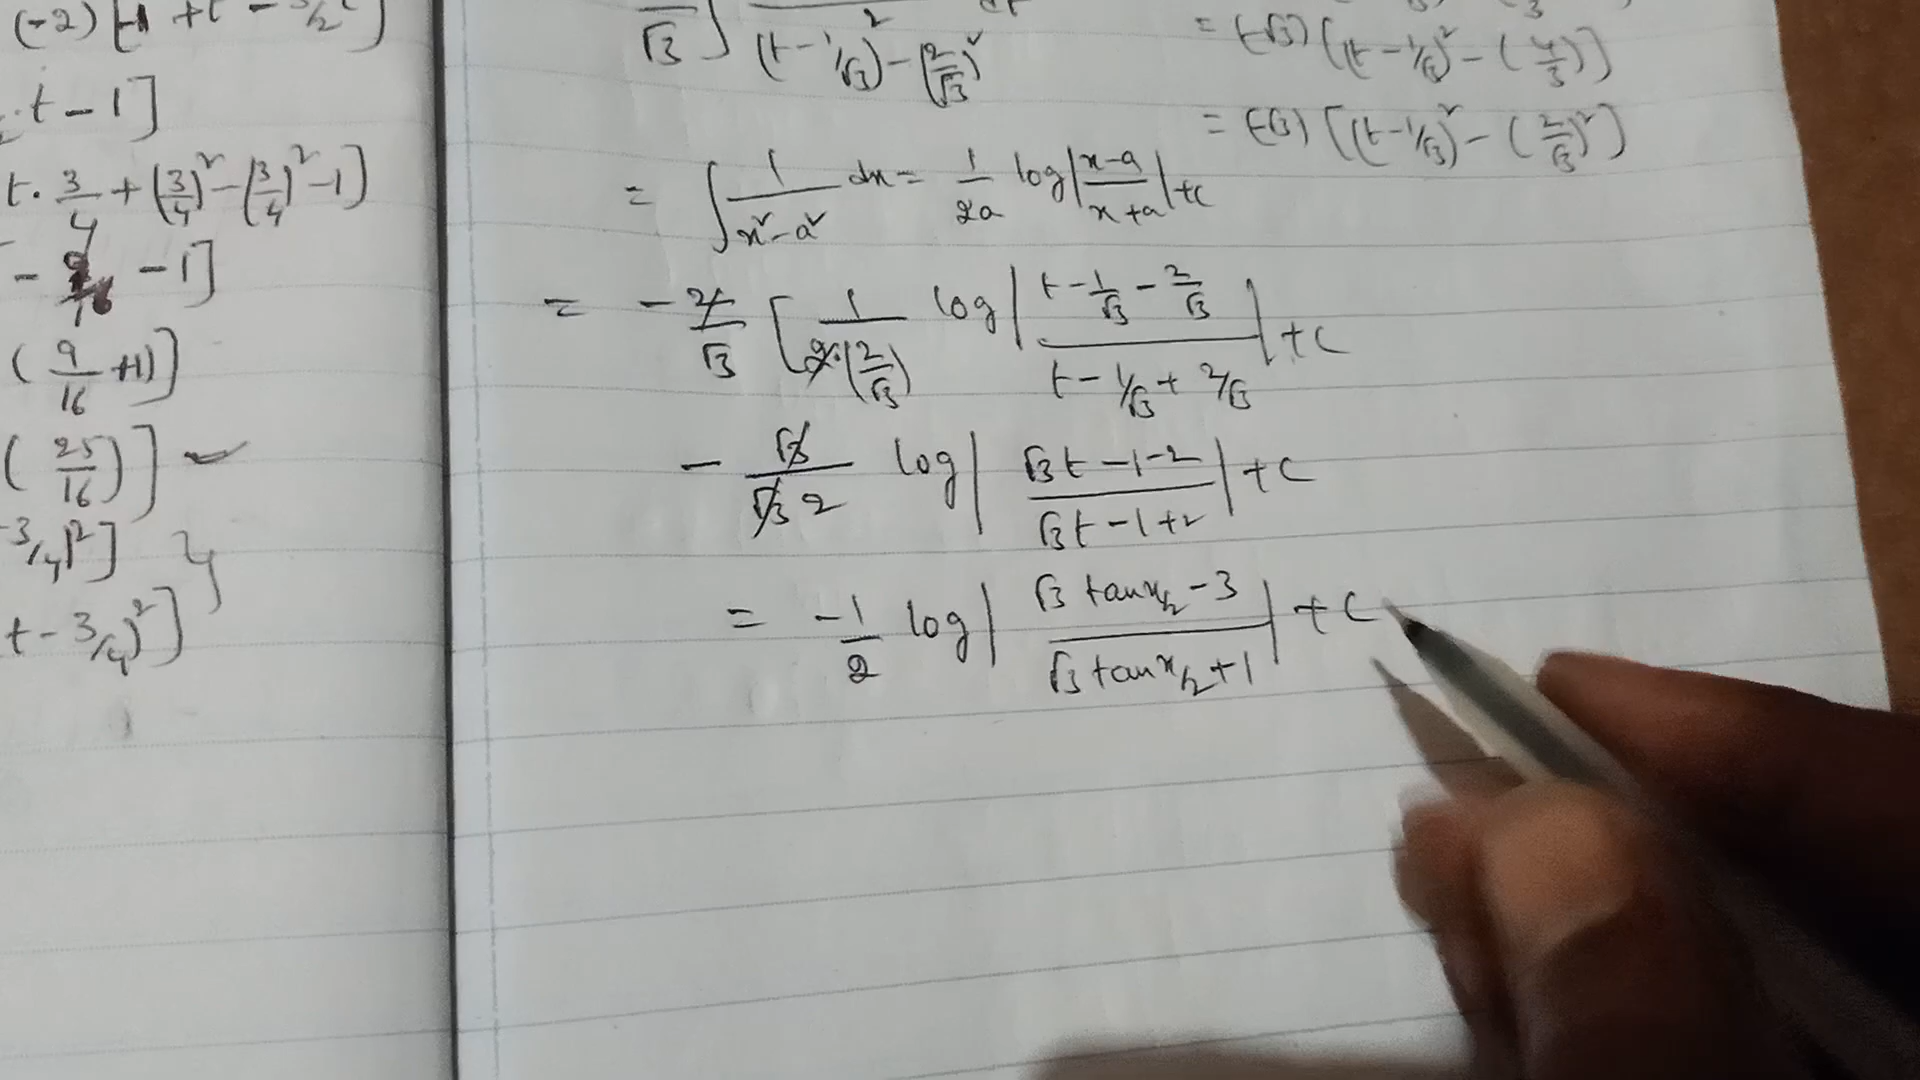 (-2) [-1 + t
t - 1]
t. 3/4 + (3/4)² - (3/4)² - 1]
- 9/16 - 1]
(9/16 + 1)]
(25/16)]
3/4)²]
t - 3/4)²]
√3 ∫ (t - 1/√3)² - (2/√3)²
= ∫ 1/(x² - a²) dx = 1/2a log|(x-a)/(x+a)| + c
= -2/√3 [1/(2·(2/√3)) log|(t - 1/√3 - 2/√3)/(t - 1/√3 + 2/√3)| + c
- √3/(√3 2) log|(√3t - 1 - 2)/(√3t - 1 + 2)| + c
= -1/2 log|(√3 tan x/2 - 3)/(√3 tan x/2 + 1)| + c
= (-√3) [(t - 1/√3)² - (4/3)]
= (-√3) [(t - 1/√3)² - (2/√3)²]